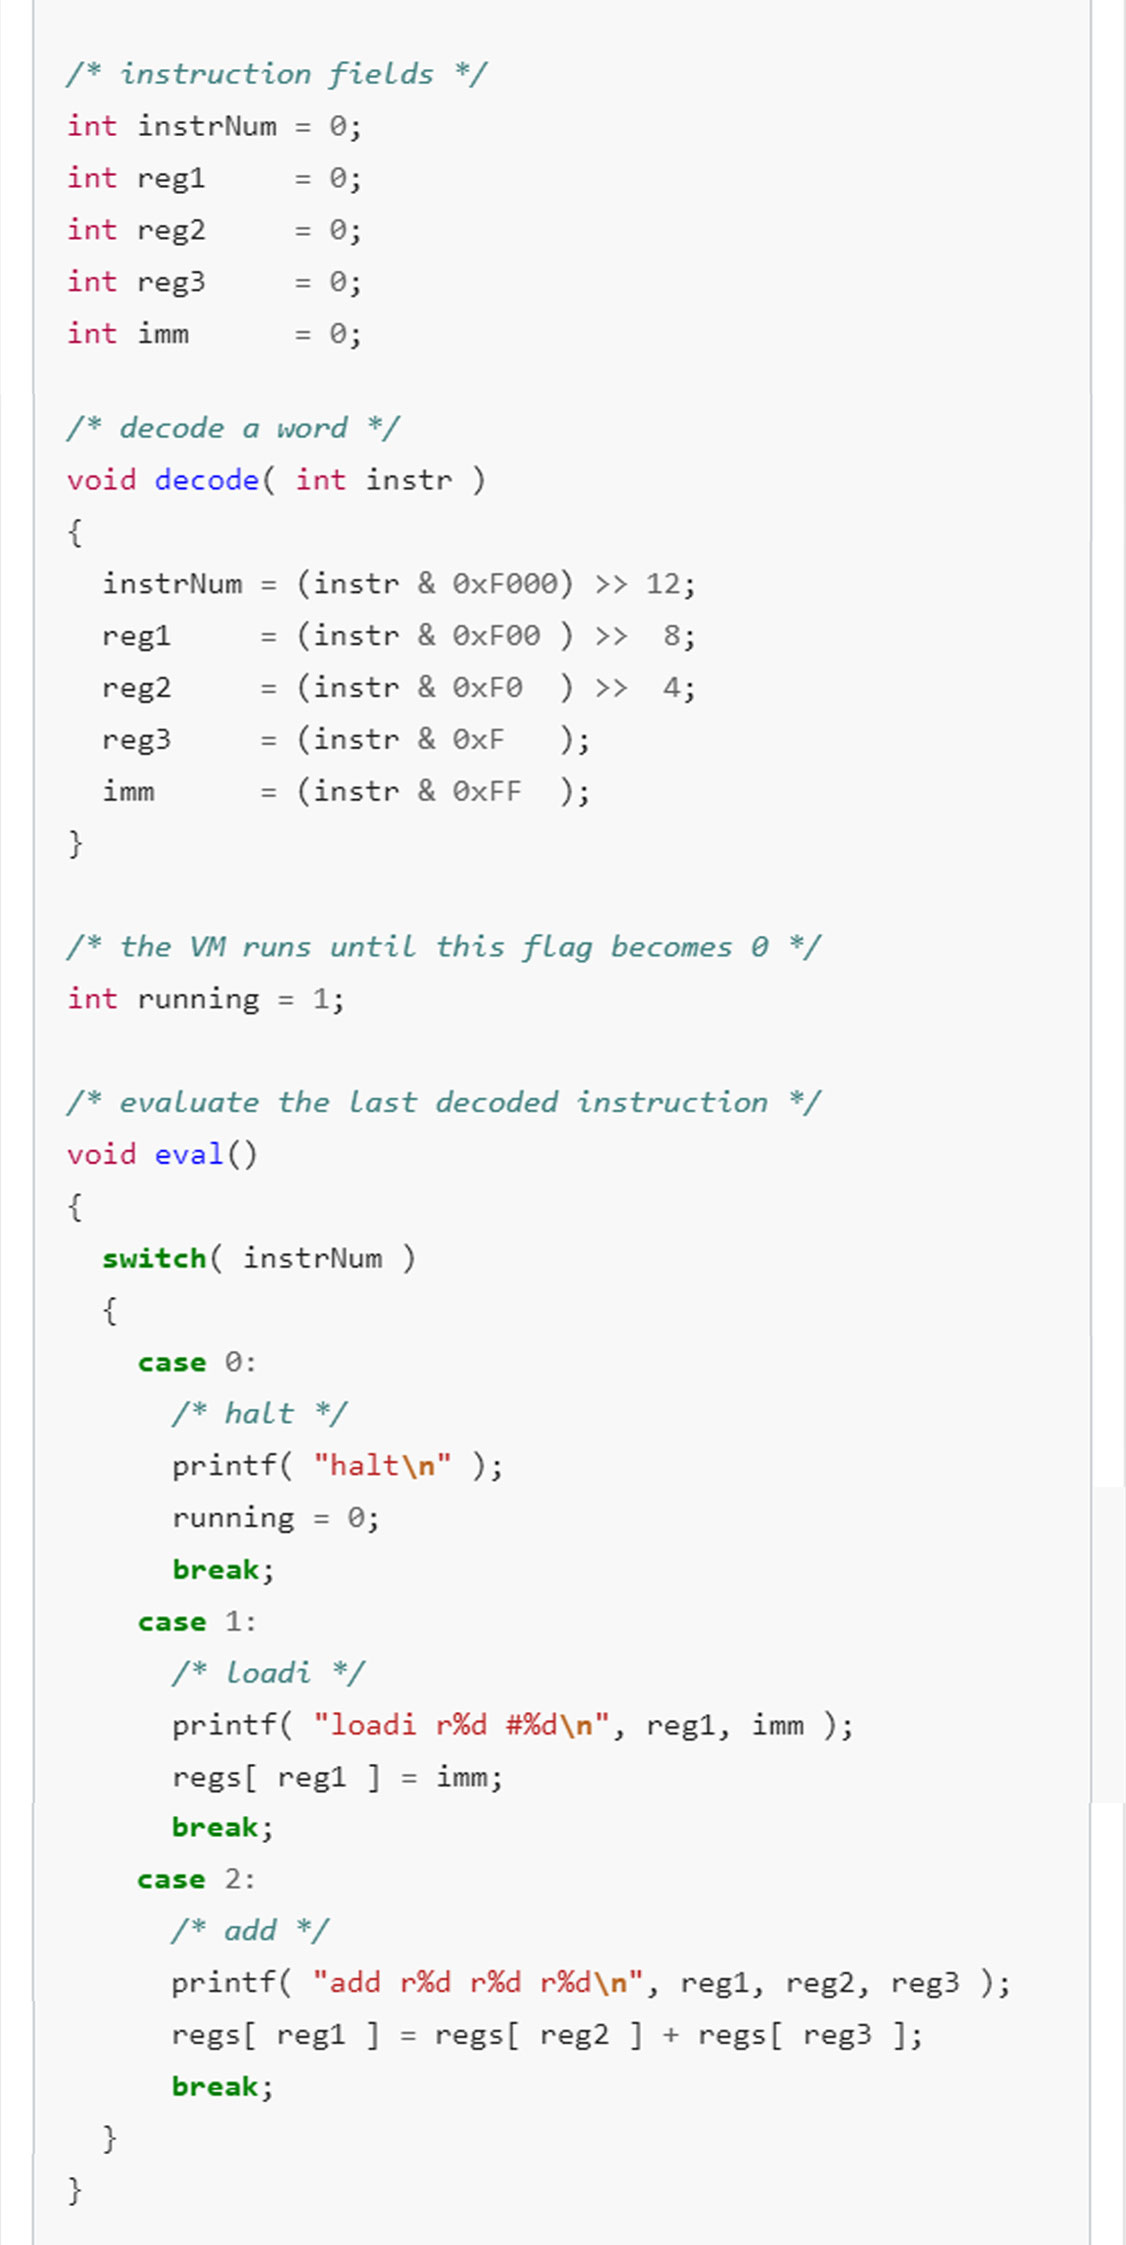 /* instruction fields */
int instrNum = 0;
int reg1     = 0;
int reg2     = 0;
int reg3     = 0;
int imm      = 0;

/* decode a word */
void decode( int instr )
{
  instrNum = (instr & 0xF000) >> 12;
  reg1     = (instr & 0xF00 ) >>  8;
  reg2     = (instr & 0xF0  ) >>  4;
  reg3     = (instr & 0xF   );
  imm      = (instr & 0xFF  );
}

/* the VM runs until this flag becomes 0 */
int running = 1;

/* evaluate the last decoded instruction */
void eval()
{
  switch( instrNum )
  {
    case 0:
      /* halt */
      printf( "halt\n" );
      running = 0;
      break;
    case 1:
      /* loadi */
      printf( "loadi r%d #%d\n", reg1, imm );
      regs[ reg1 ] = imm;
      break;
    case 2:
      /* add */
      printf( "add r%d r%d r%d\n", reg1, reg2, reg3 );
      regs[ reg1 ] = regs[ reg2 ] + regs[ reg3 ];
      break;
  }
}